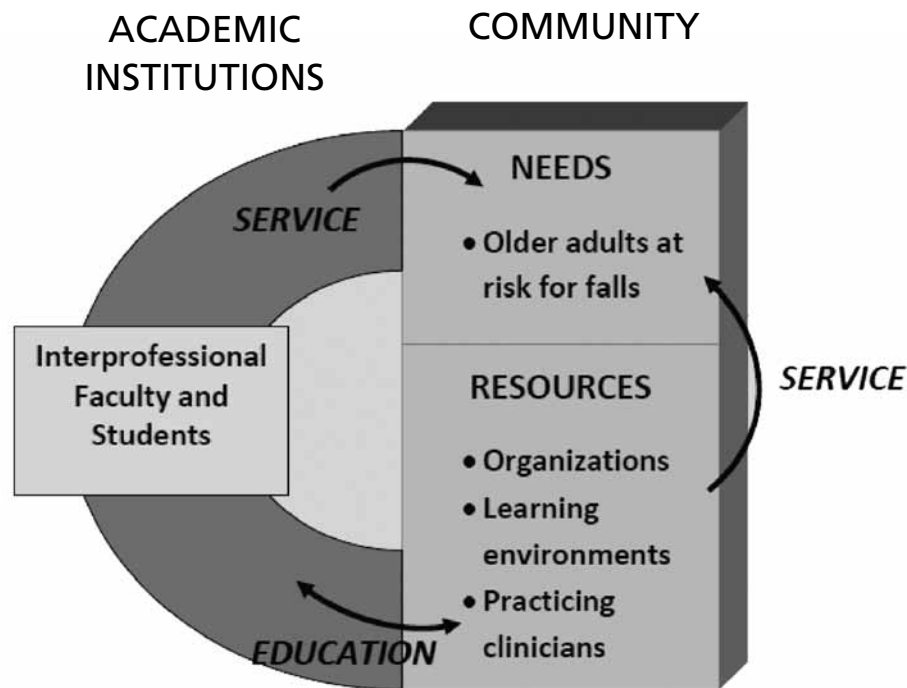 ACADEMIC
INSTITUTIONS
COMMUNITY
SERVICE
NEEDS
• Older adults at
risk for falls
Interprofessional
Faculty and
Students
RESOURCES
• Organizations
• Learning
environments
• Practicing
clinicians
SERVICE
EDUCATION